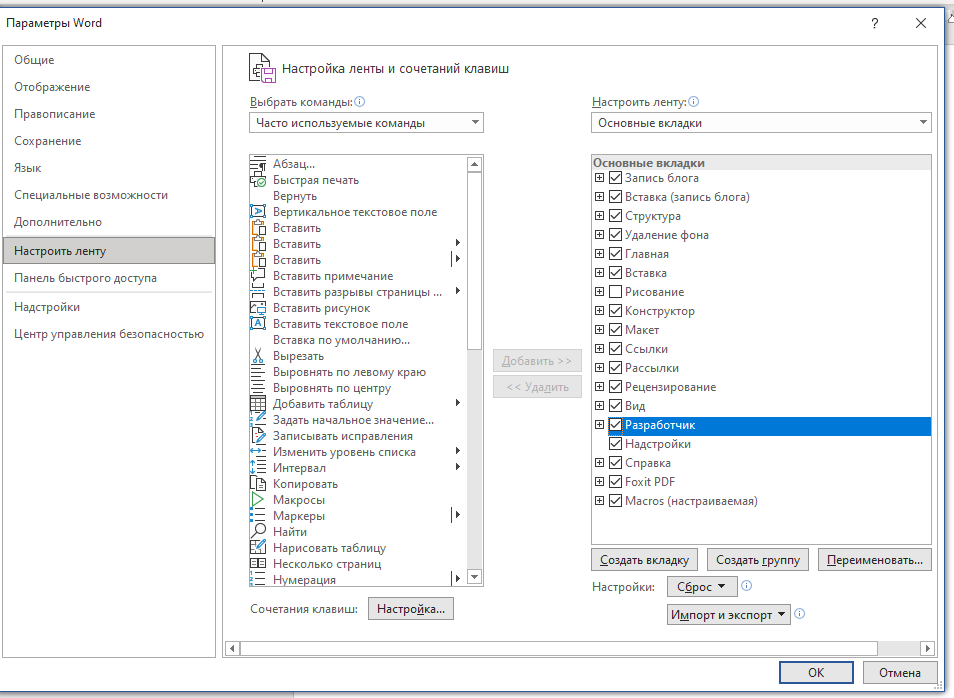 Параметры Word
?
Общие
Отображение
Правописание
Сохранение
Язык
Специальные возможности
Дополнительно
Настроить ленту
Панель быстрого доступа
Надстройки
Центр управления безопасностью
Настройка ленты и сочетаний клавиш
Выбрать команды:
Часто используемые команды
Абзац...
Быстрая печать
Вернуть
Вертикальное текстовое поле
Вставить
Вставить
Вставить
Вставить примечание
Вставить разрывы страницы ...
Вставить рисунок
Вставить текстовое поле
Вставка по умолчанию...
Вырезать
Выровнять по левому краю
Выровнять по центру
Добавить таблицу
Задать начальное значение...
Записывать исправления
Изменить уровень списка
Интервал
Копировать
Макросы
Маркеры
Найти
Нарисовать таблицу
Несколько страниц
Нумерация
Сочетания клавиш:
Настройка...
Добавить >>
<< Удалить
Настроить ленту:
Основные вкладки
Основные вкладки
Запись блога
Вставка (запись блога)
Структура
Удаление фона
Главная
Вставка
Рисование
Конструктор
Макет
Ссылки
Рассылки
Рецензирование
Вид
Разработчик
Надстройки
Справка
Foxit PDF
Macros (настраиваемая)
Создать вкладку
Создать группу
Переименовать...
Настройки:
Сброс
Импорт и экспорт
ОК
Отмена